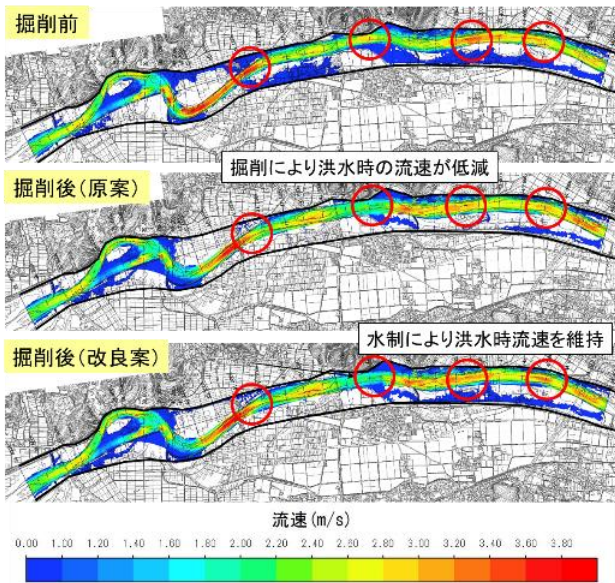 掘削前
掘削により洪水時の流速が低減
掘削後(原案)
水制により洪水時流速を維持
掘削後(改良案)
流速(m/s)
0.00 1.00 1.20 1.40 1.60 1.80 2.00 2.20 2.40 2.60 2.80 3.00 3.20 3.40 3.60 3.80